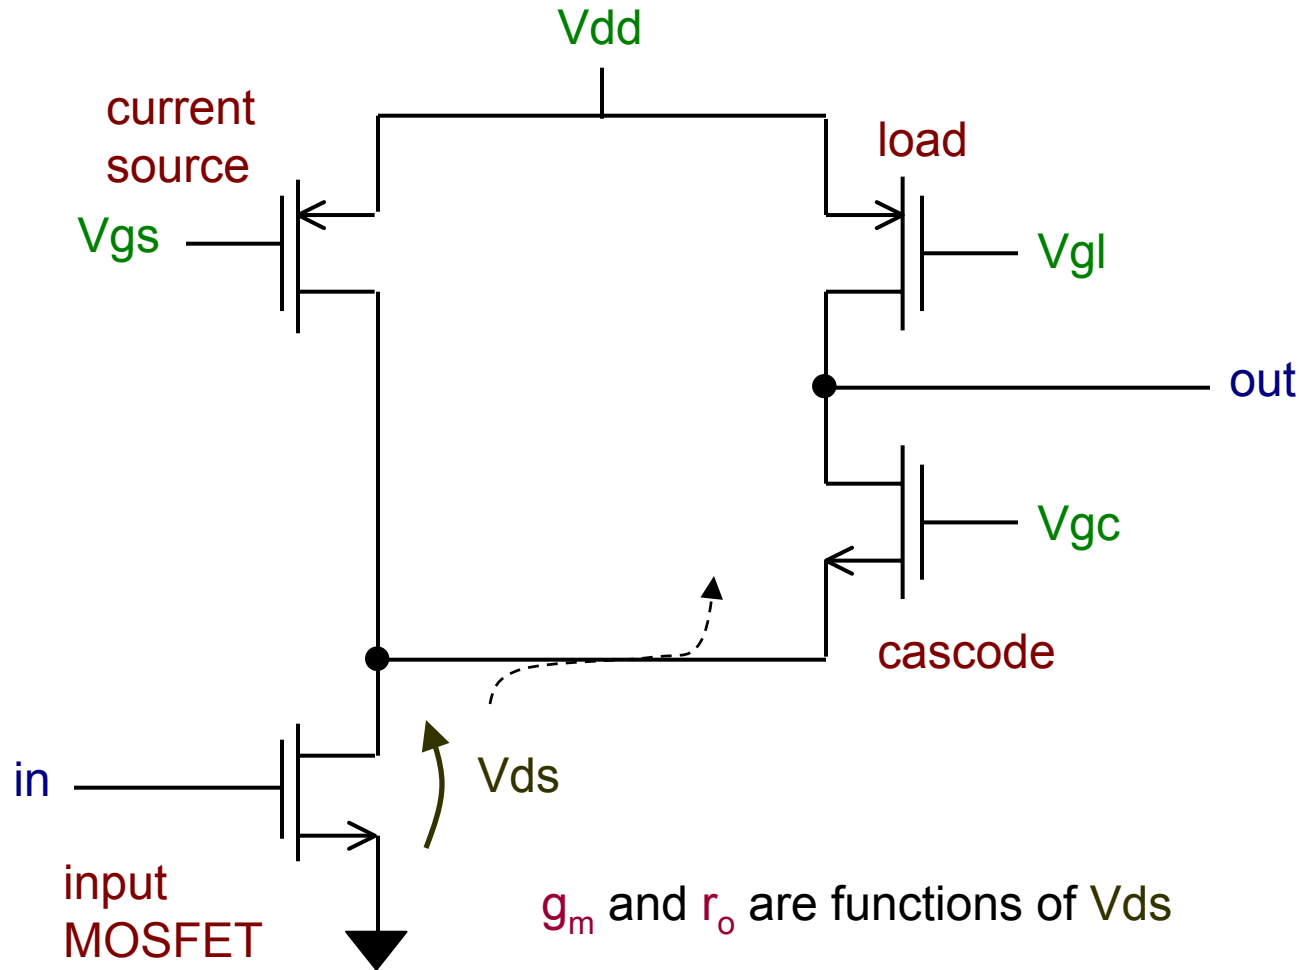 Vdd
current
source
load
Vgs
Vgl
out
Vgc
cascode
in
Vds
input
MOSFET
gm and ro are functions of Vds